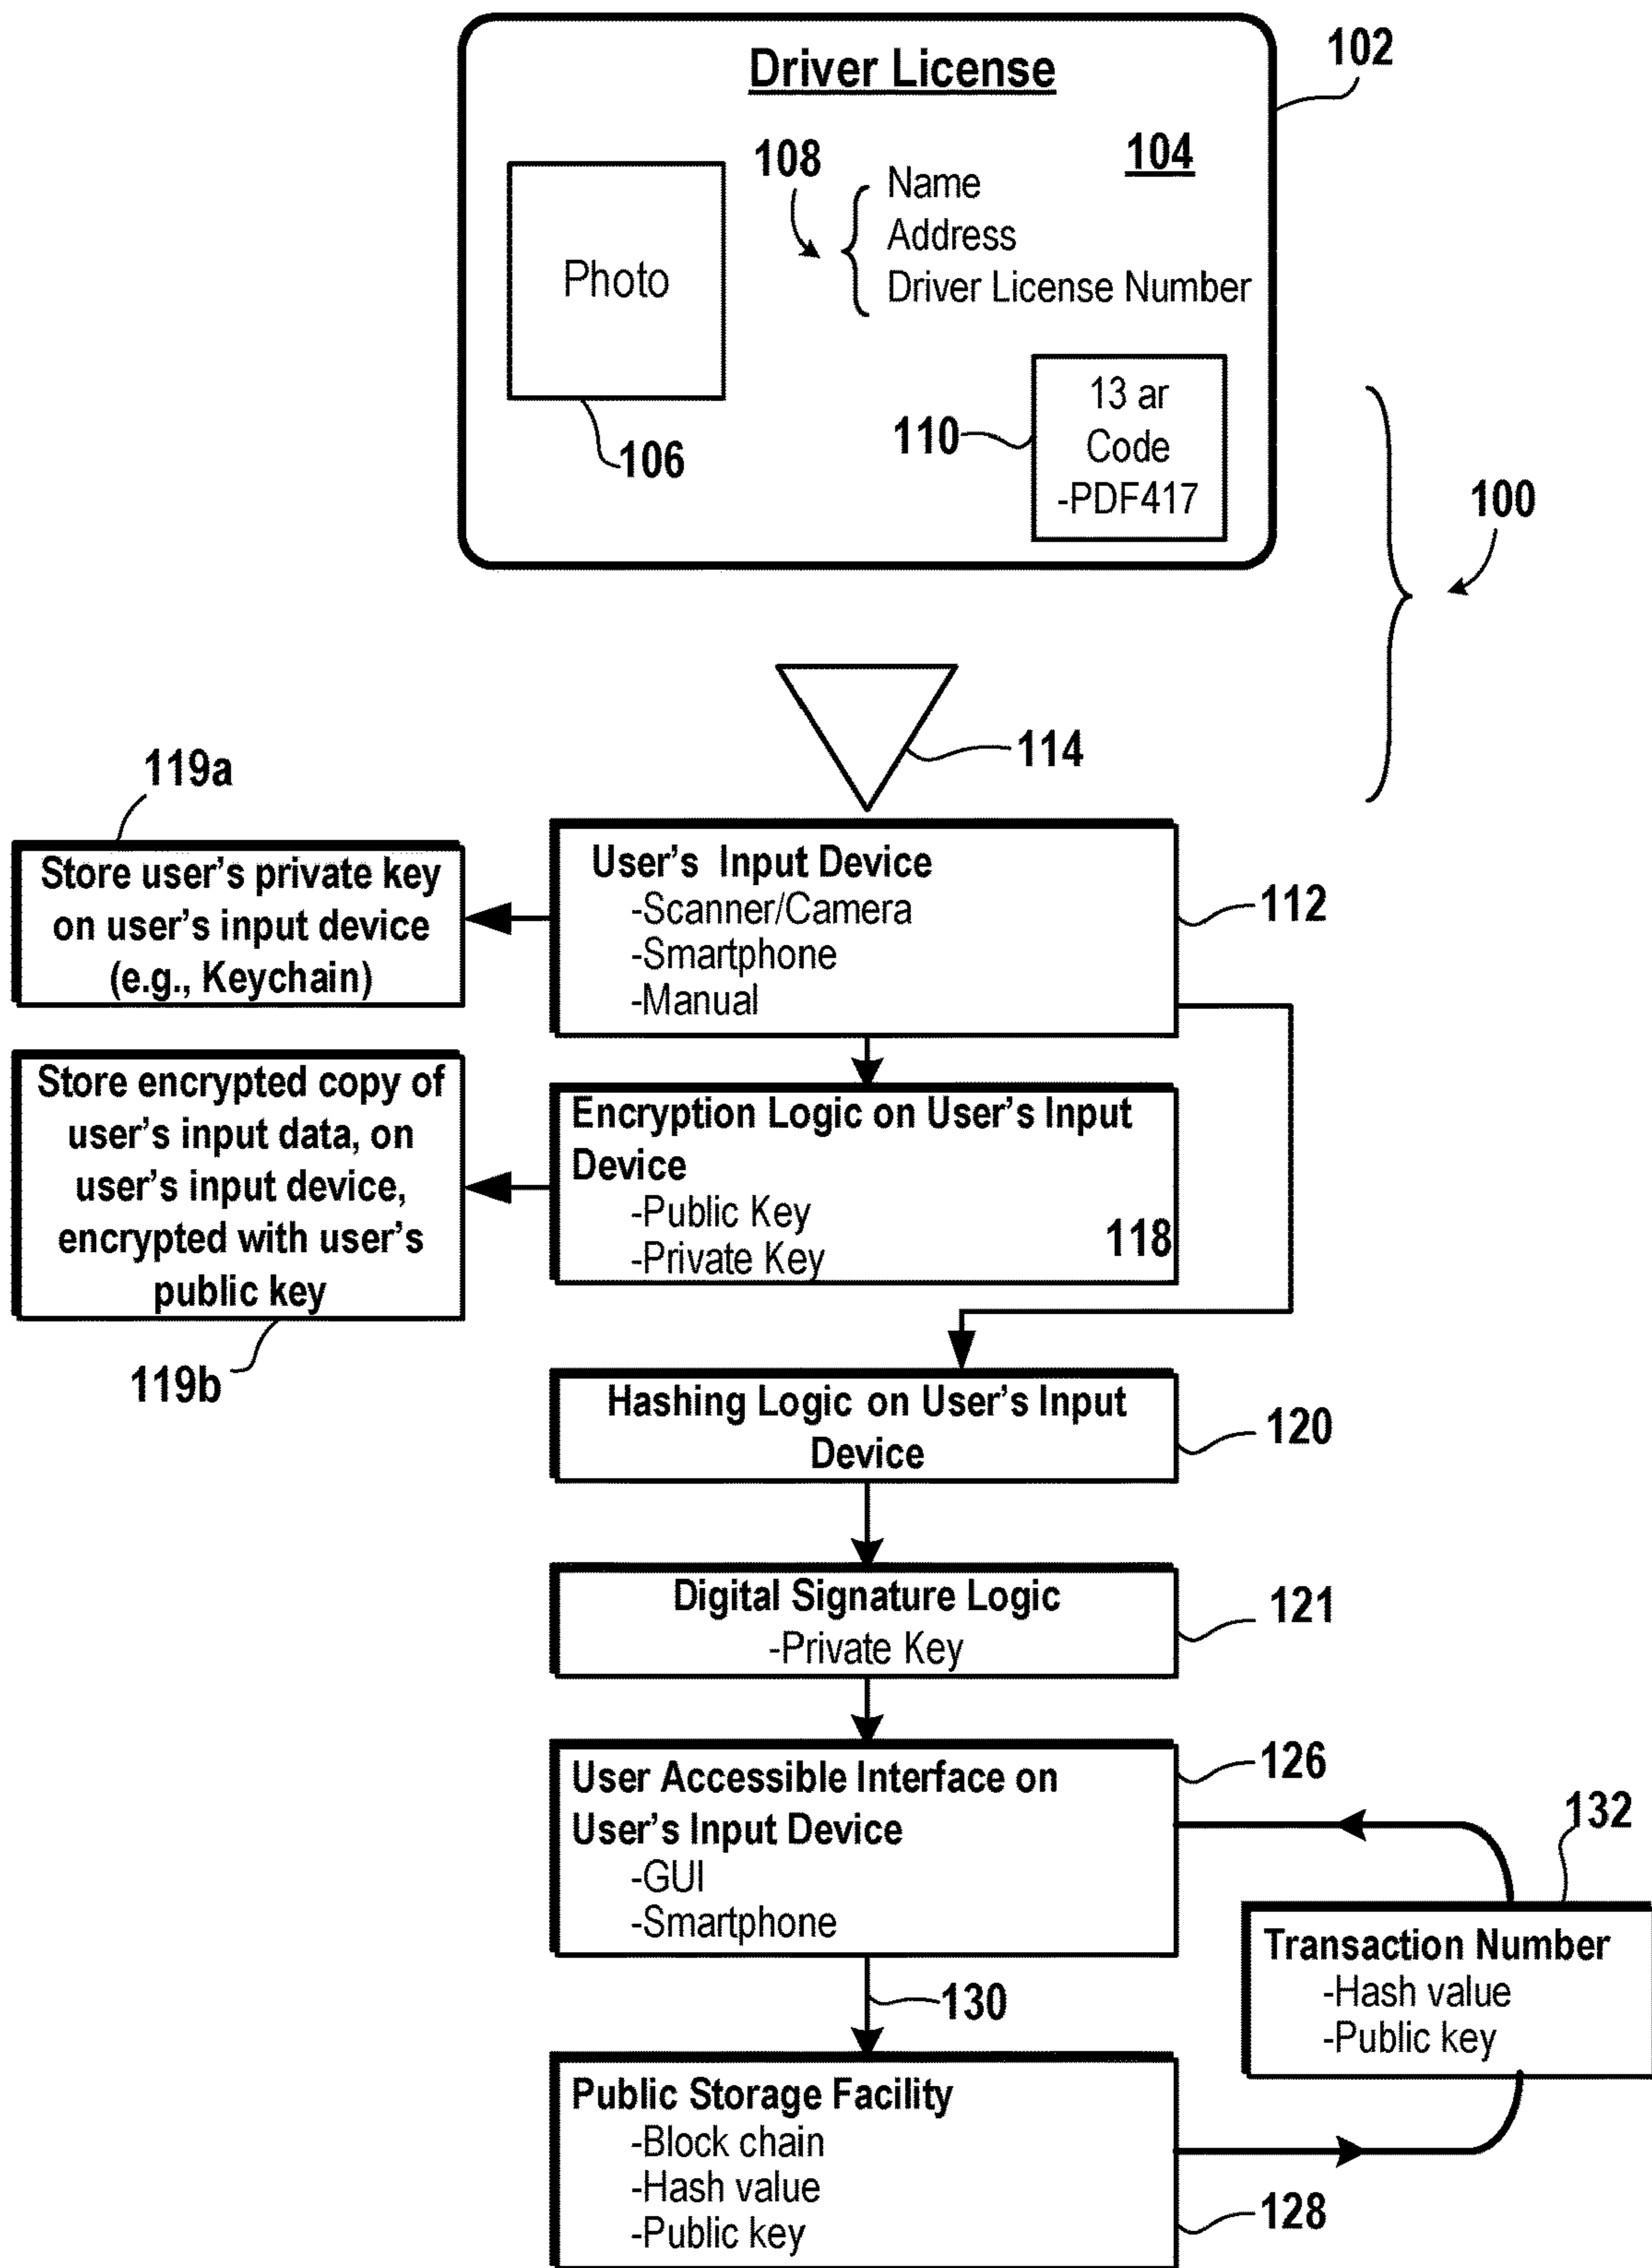 Driver License
102
104
108
Name
Address
Driver License Number
Photo
106
110
13 ar
Code
-PDF417
100
114
119a
Store user's private key
on user's input device
(e.g., Keychain)
User's Input Device
-Scanner/Camera
-Smartphone
-Manual
112
Store encrypted copy of
user's input data, on
user's input device,
encrypted with user's
public key
119b
Encryption Logic on User's Input
Device
-Public Key
-Private Key
118
Hashing Logic on User's Input
Device
120
Digital Signature Logic
-Private Key
121
User Accessible Interface on
User's Input Device
-GUI
-Smartphone
126
132
Transaction Number
-Hash value
-Public key
130
Public Storage Facility
-Block chain
-Hash value
-Public key
128